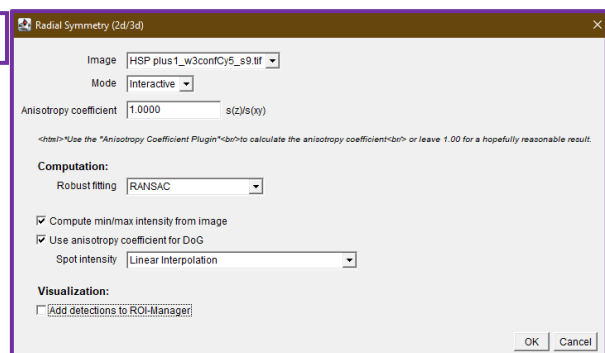 Radial Symmetry (2d/3d)
Image HSP plus1_w3confCy5_s9.tif
Mode Interactive
Anisotropy coefficient 1.0000 s(z)/s(xy)
<html>*Use the "Anisotropy Coefficient Plugin"<br/>to calculate the anisotropy coefficient<br/> or leave 1.00 for a hopefully reasonable result.
Computation:
Robust fitting RANSAC
Compute min/max intensity from image
Use anisotropy coefficient for DoG
Spot intensity Linear Interpolation
Visualization:
Add detections to ROI-Manager
OK Cancel